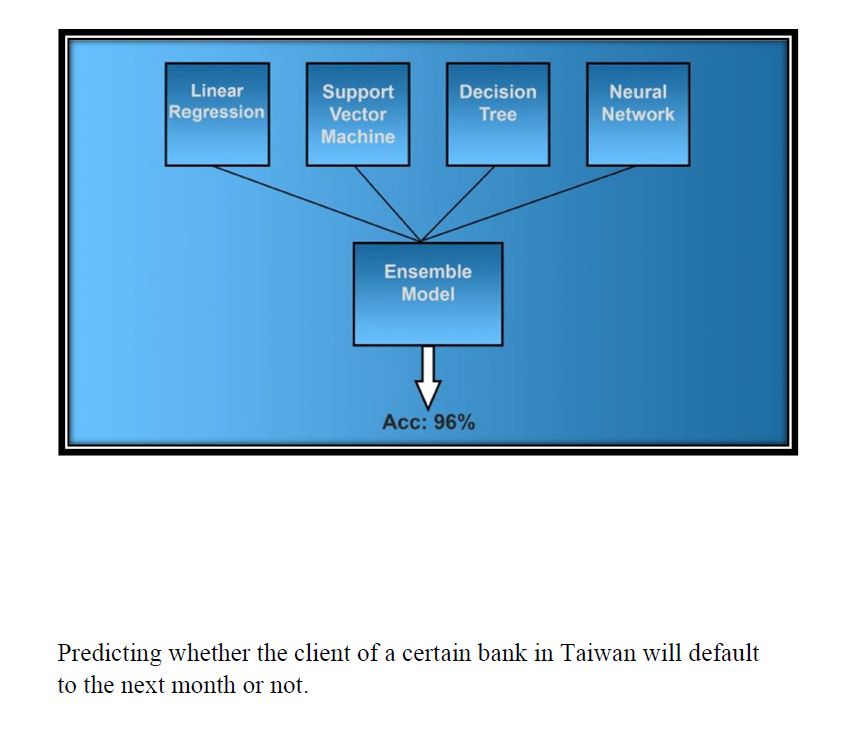 Linear
Regression
Support
Vector
Machine
Decision
Tree
Neural
Network
Ensemble
Model
Acc: 96%
Predicting whether the client of a certain bank in Taiwan will default
to the next month or not.